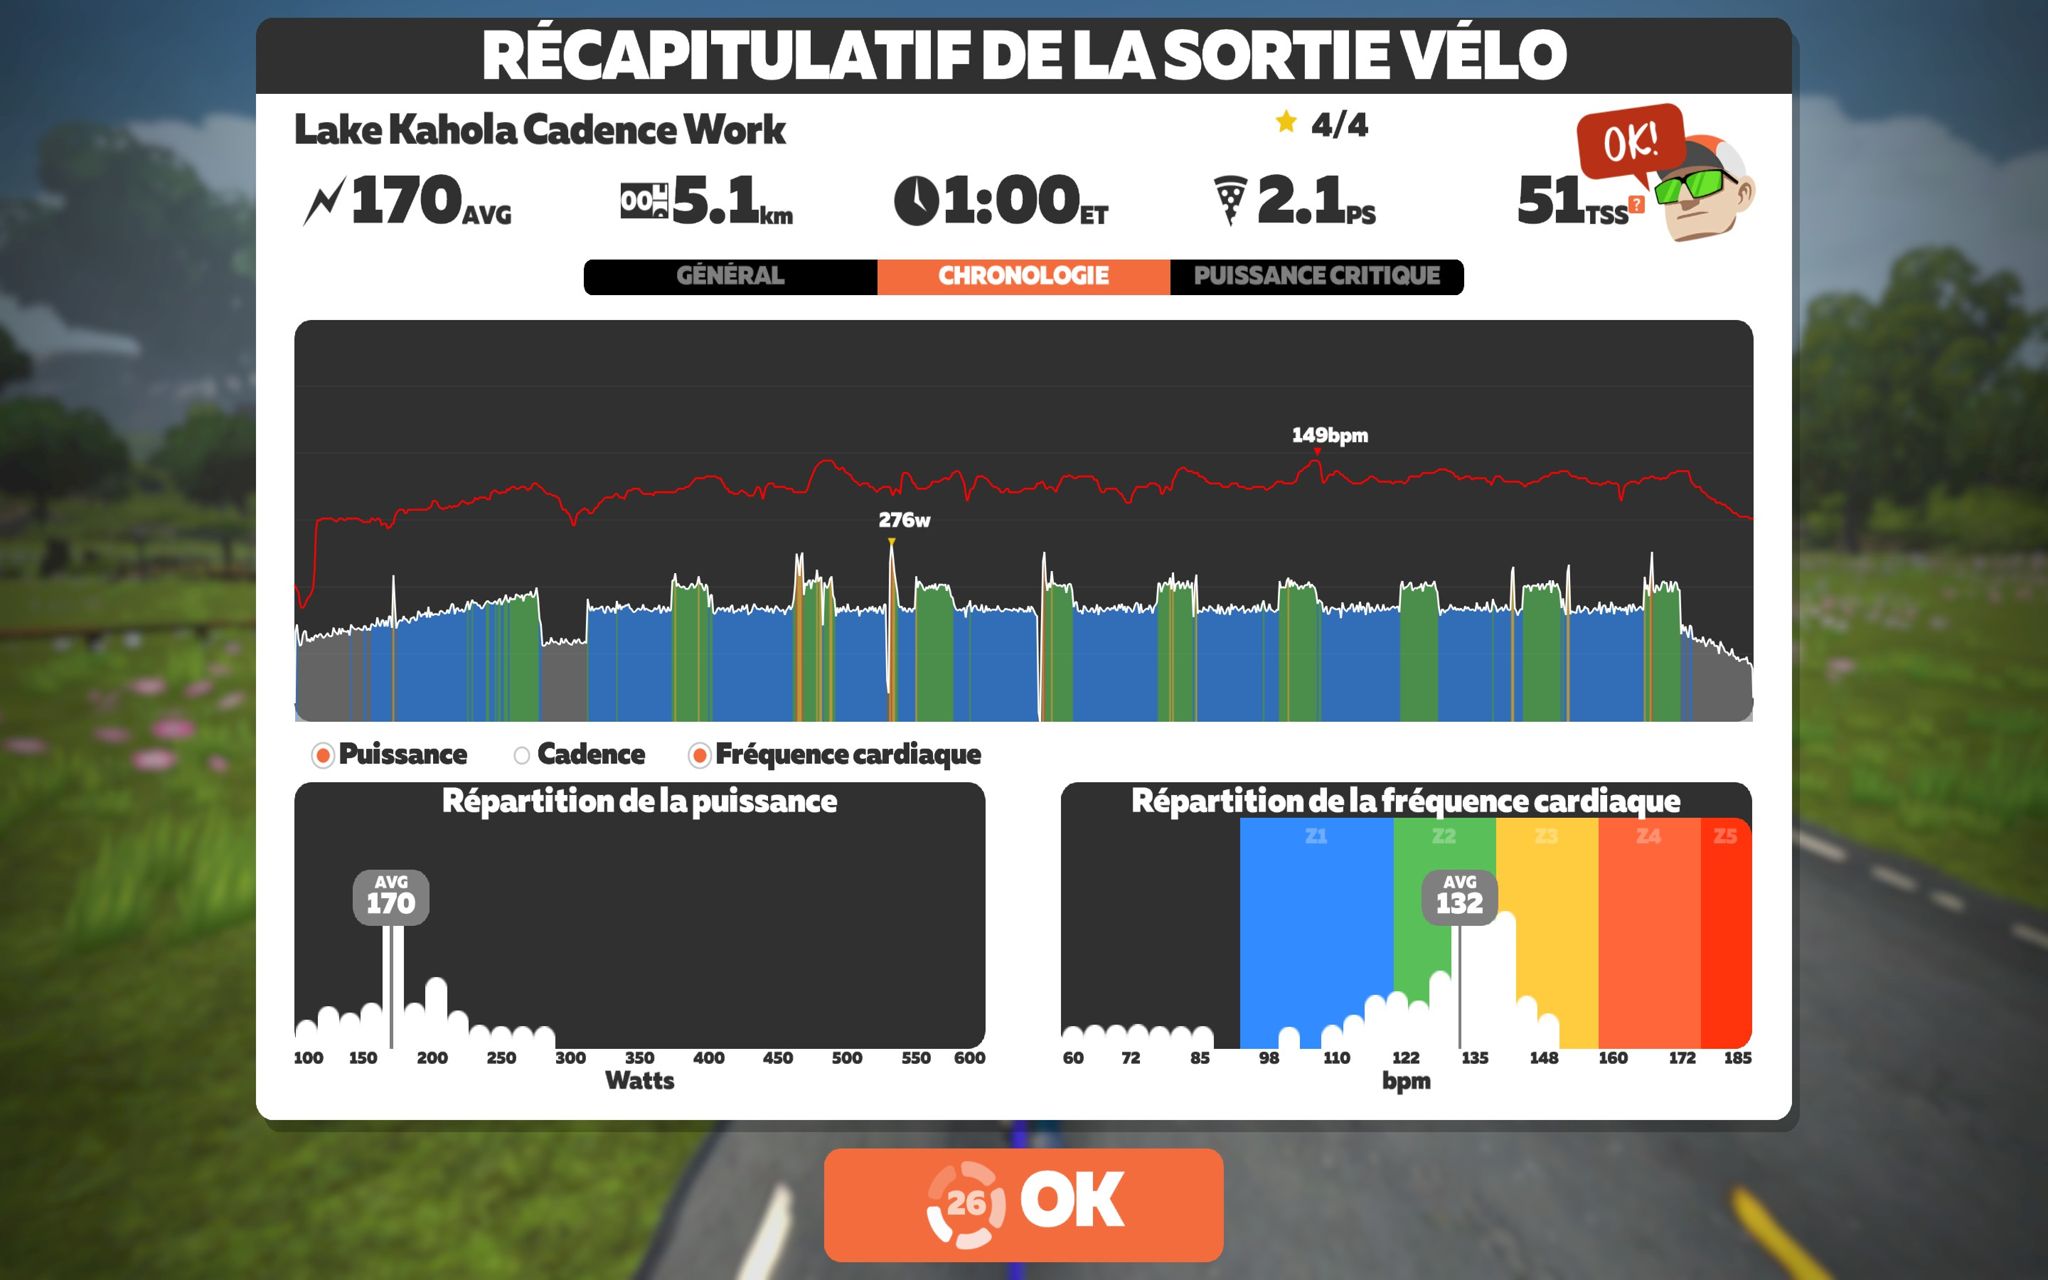 RÉCAPITULATIF DE LA SORTIE VÉLO
Lake Kahola Cadence Work
4/4
OK!
170AVG
5.1km
1:00ET
2.1PS
51TSS ?
GÉNÉRAL
CHRONOLOGIE
PUISSANCE CRITIQUE
149bpm
276w
Puissance
Cadence
Fréquence cardiaque
Répartition de la puissance
AVG
170
100 150 200 250 300 350 400 450 500 550 600
Watts
Répartition de la fréquence cardiaque
Z1 Z2 Z3 Z4 Z5
AVG
132
60 72 85 98 110 122 135 148 160 172 185
bpm
26 OK